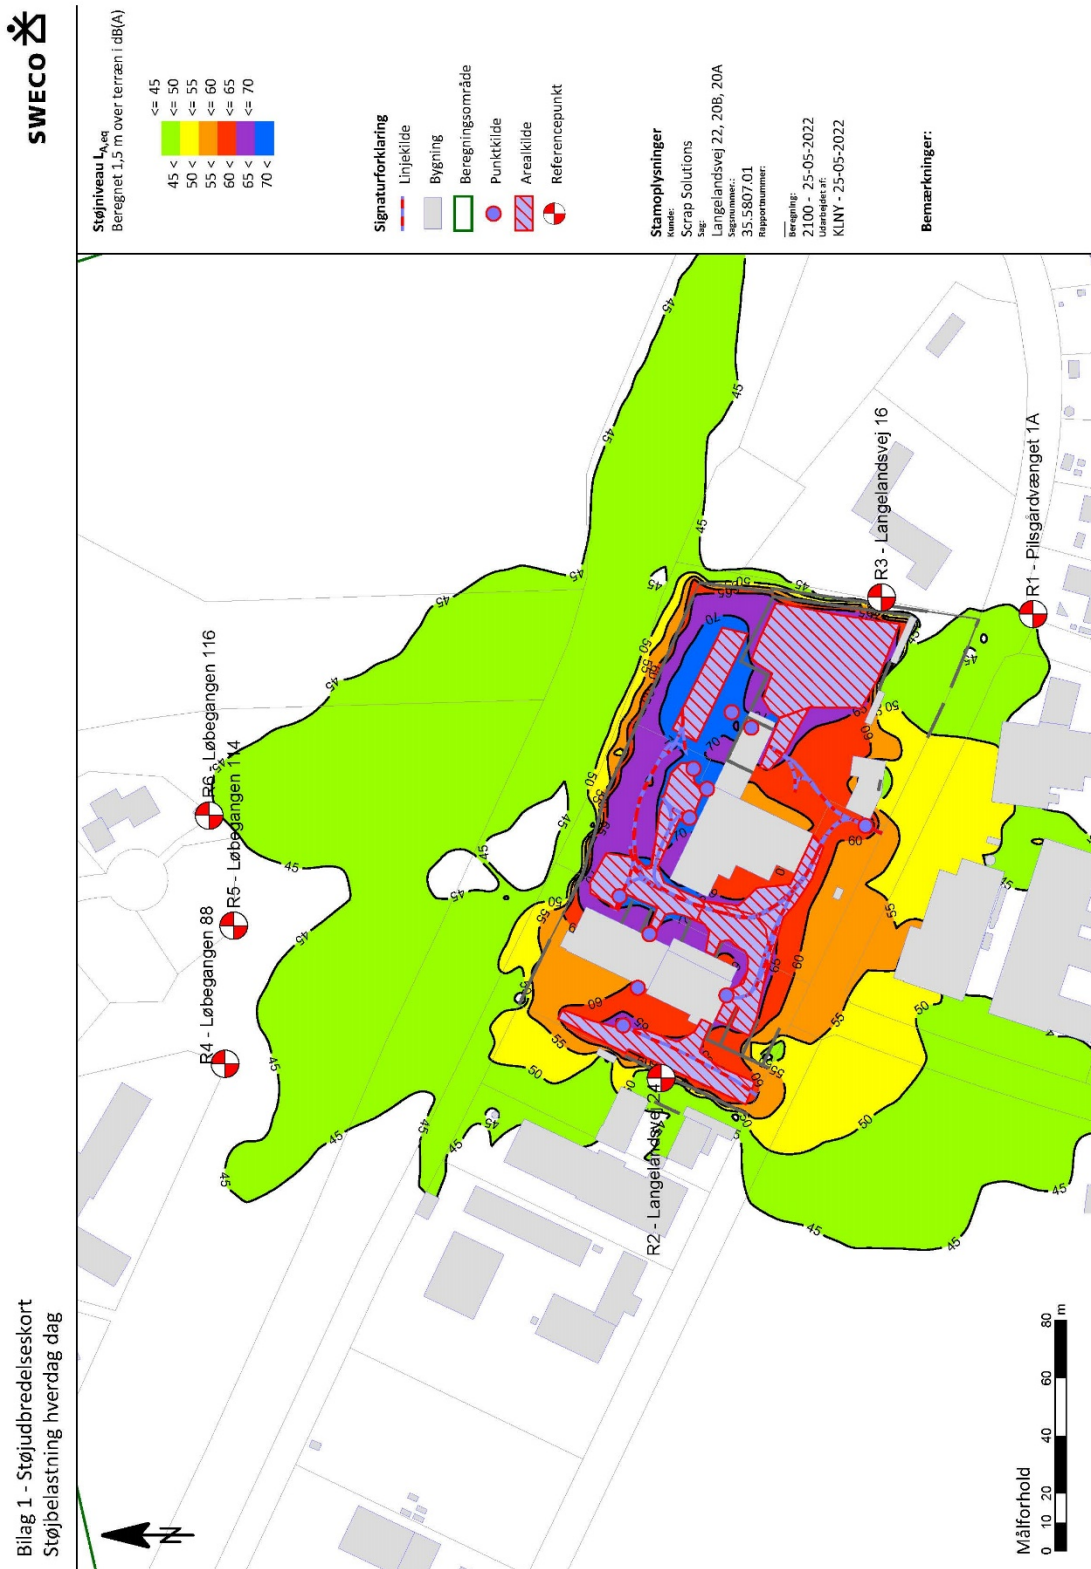 Bilag 1 - Støjudbredelseskort
Støjbelastning hverdag dag
SWECO
Støjniveau L A,eq
Beregnet 1,5 m over terræn i dB(A)
<= 45
45 < <= 50
50 < <= 55
55 < <= 60
60 < <= 65
65 < <= 70
70 <
Signaturforklaring
Linjekilde
Bygning
Beregningsområde
Punktkilde
Arealkilde
Referencepunkt
Stamoplysninger
Kunde:
Scrap Solutions
Sag:
Langelandsvej 22, 20B, 20A
Sagsnummer.:
35.5807.01
Rapportnummer:
Beregning:
2100 - 25-05-2022
Udarbejdet af:
KLNY - 25-05-2022
Bemærkninger:
R4 - Løbegangen 88
R5 - Løbegangen 114
R6 - Løbegangen 116
R2 - Langelandsvej 24
R3 - Langelandsvej 16
R1 - Pilsgårdvænget 1A
N
Målforhold
0 20 40 60 80
m